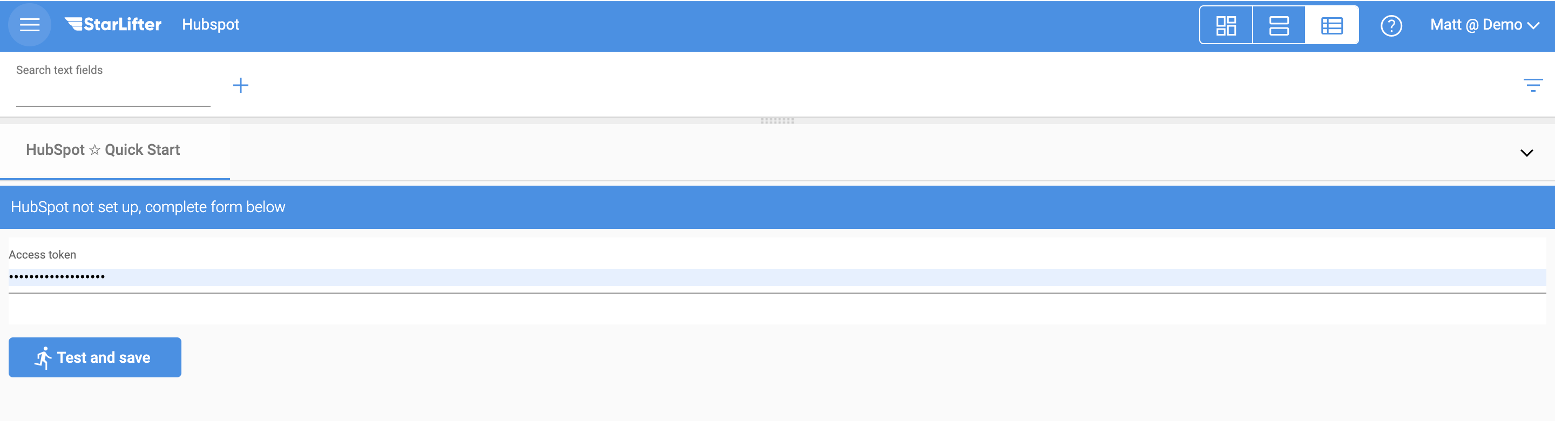 StarLifter Hubspot Matt @ Demo
Search text fields
HubSpot ☆ Quick Start
HubSpot not set up, complete form below
Access token
•••••••••••••••••••
Test and save